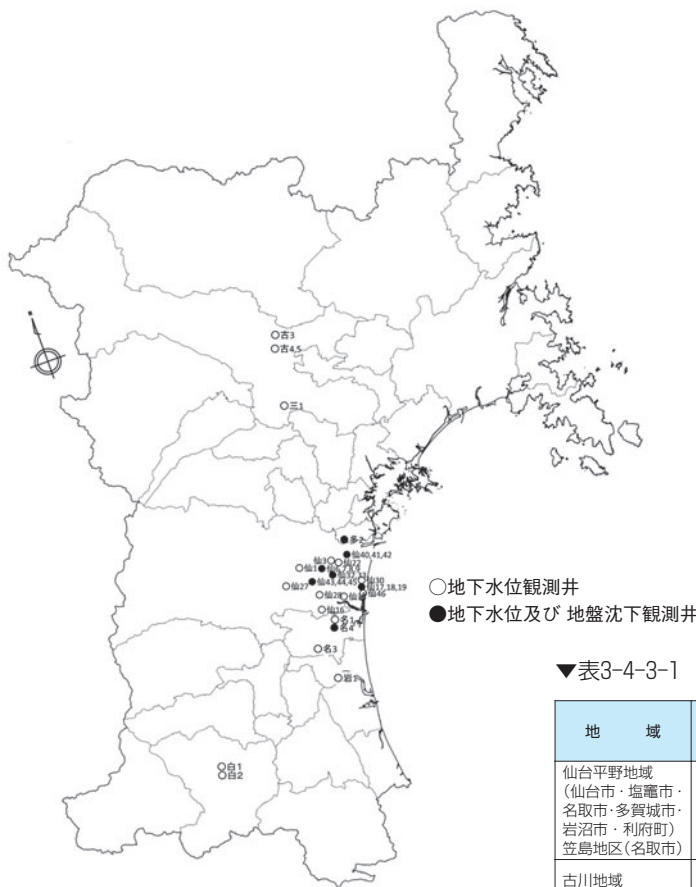 古3
古4,5
三1
多2
仙40,41,42
仙3
仙22
仙1
仙30
仙43,44,45
仙17,18,19
仙27
仙28
仙46
仙16
名1
名4
名3
岩1
白1
白2
○地下水位観測井
●地下水位及び 地盤沈下観測井
▼表3-4-3-1
地　域
仙台平野地域
(仙台市・塩竈市・
名取市・多賀城市・
岩沼市・利府町)
笠島地区(名取市)
古川地域